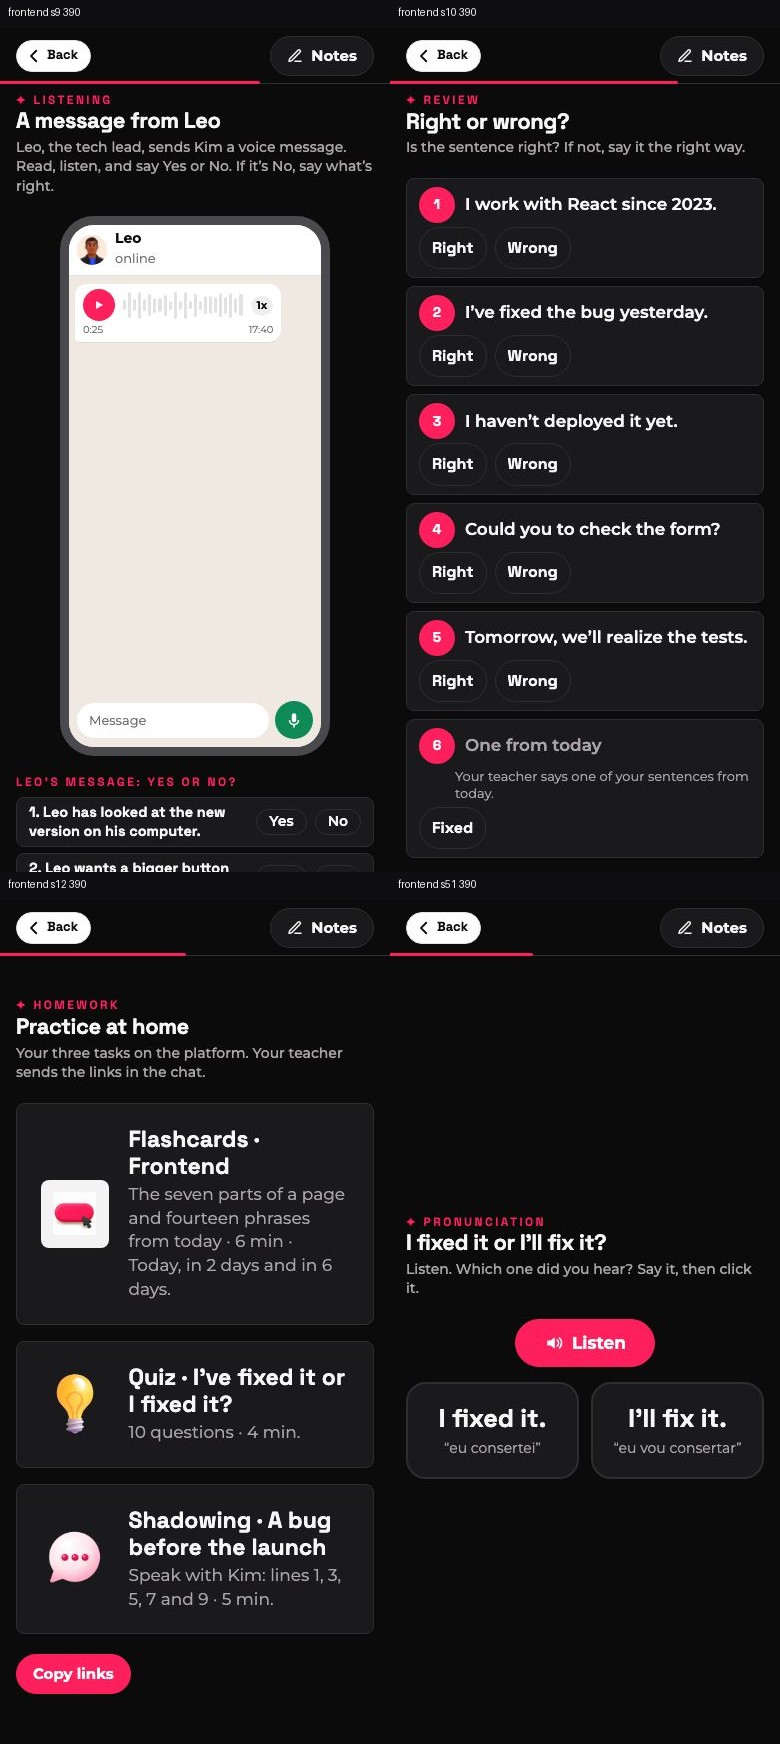 frontend s9 390
Back
Notes
✦ LISTENING
A message from Leo
Leo, the tech lead, sends Kim a voice message.
Read, listen, and say Yes or No. If it's No, say what's
right.
Leo
online
1x
0:25
17:40
Message
LEO'S MESSAGE: YES OR NO?
1. Leo has looked at the new
version on his computer.
Yes
No
2. Leo wants a bigger button
frontend s10 390
Back
Notes
✦ REVIEW
Right or wrong?
Is the sentence right? If not, say it the right way.
1
I work with React since 2023.
Right
Wrong
2
I've fixed the bug yesterday.
Right
Wrong
3
I haven't deployed it yet.
Right
Wrong
4
Could you to check the form?
Right
Wrong
5
Tomorrow, we'll realize the tests.
Right
Wrong
6
One from today
Your teacher says one of your sentences from
today.
Fixed
frontend s12 390
Back
Notes
✦ HOMEWORK
Practice at home
Your three tasks on the platform. Your teacher
sends the links in the chat.
Flashcards ·
Frontend
The seven parts of a page
and fourteen phrases
from today · 6 min ·
Today, in 2 days and in 6
days.
Quiz · I've fixed it or
I fixed it?
10 questions · 4 min.
Shadowing · A bug
before the launch
Speak with Kim: lines 1, 3,
5, 7 and 9 · 5 min.
Copy links
frontend s51 390
Back
Notes
✦ PRONUNCIATION
I fixed it or I'll fix it?
Listen. Which one did you hear? Say it, then click
it.
Listen
I fixed it.
“eu consertei”
I'll fix it.
“eu vou consertar”